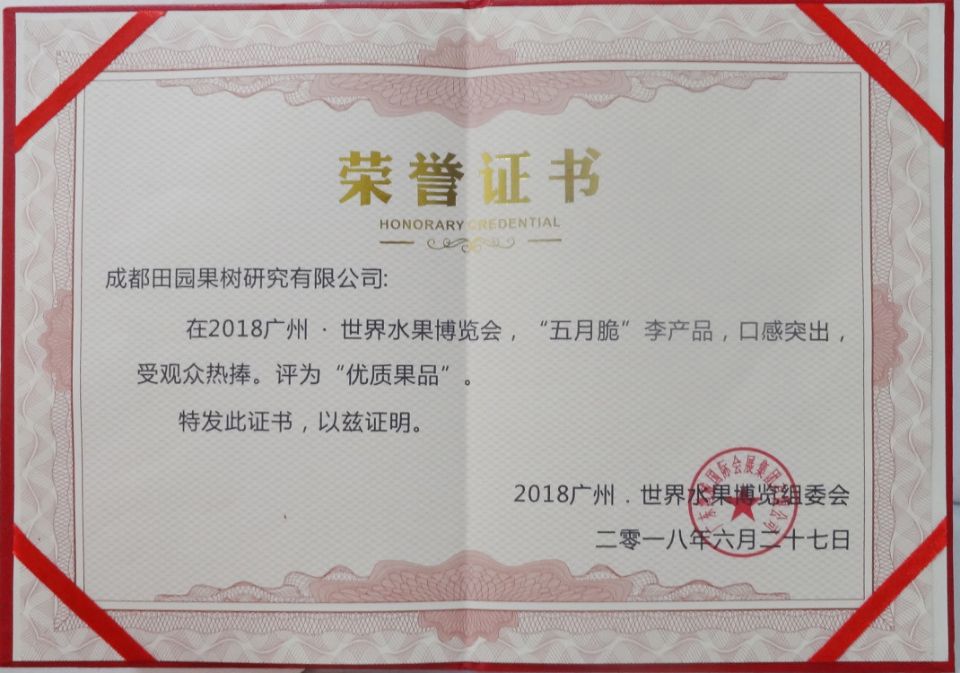 荣誉证书
HONORARY CREDENTIAL
成都田园果树研究有限公司:
在2018广州·世界水果博览会，“五月脆”李产品，口感突出，
受观众热捧。评为“优质果品”。
特发此证书，以兹证明。
2018广州．世界水果博览组委会
二零一八年六月二十七日